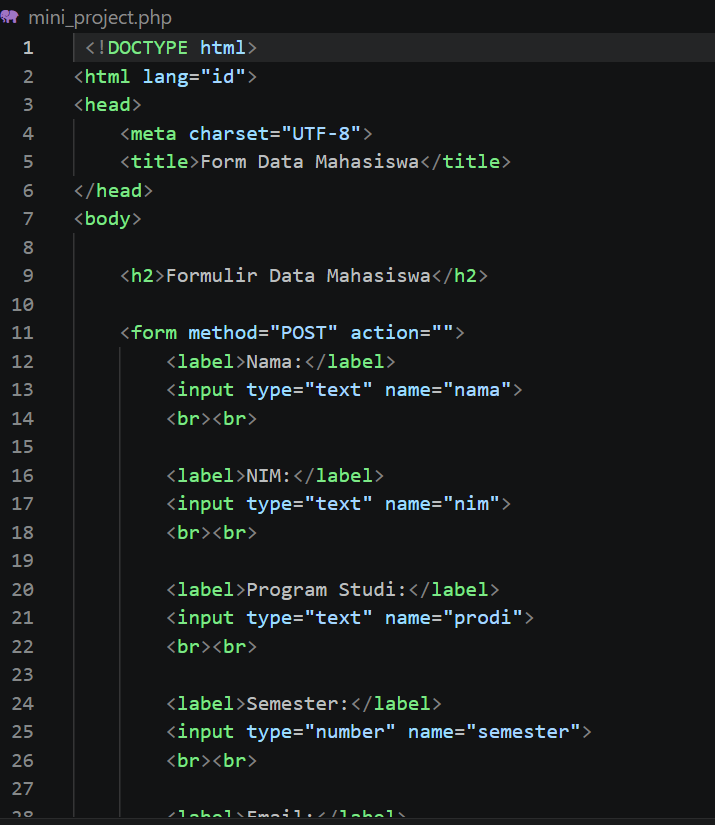 mini_project.php
1 <!DOCTYPE html>
2 <html lang="id">
3 <head>
4 <meta charset="UTF-8">
5 <title>Form Data Mahasiswa</title>
6 </head>
7 <body>
8
9 <h2>Formulir Data Mahasiswa</h2>
10
11 <form method="POST" action="">
12 <label>Nama:</label>
13 <input type="text" name="nama">
14 <br><br>
15
16 <label>NIM:</label>
17 <input type="text" name="nim">
18 <br><br>
19
20 <label>Program Studi:</label>
21 <input type="text" name="prodi">
22 <br><br>
23
24 <label>Semester:</label>
25 <input type="number" name="semester">
26 <br><br>
27
28 <label>Email:</label>